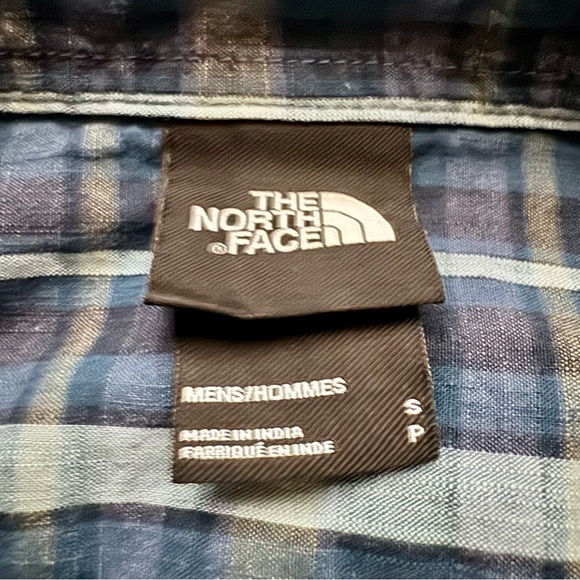 THE
NORTH
FACE
®
MENS/HOMMES
S
P
MADE IN INDIA
FABRIQUÉ EN INDE